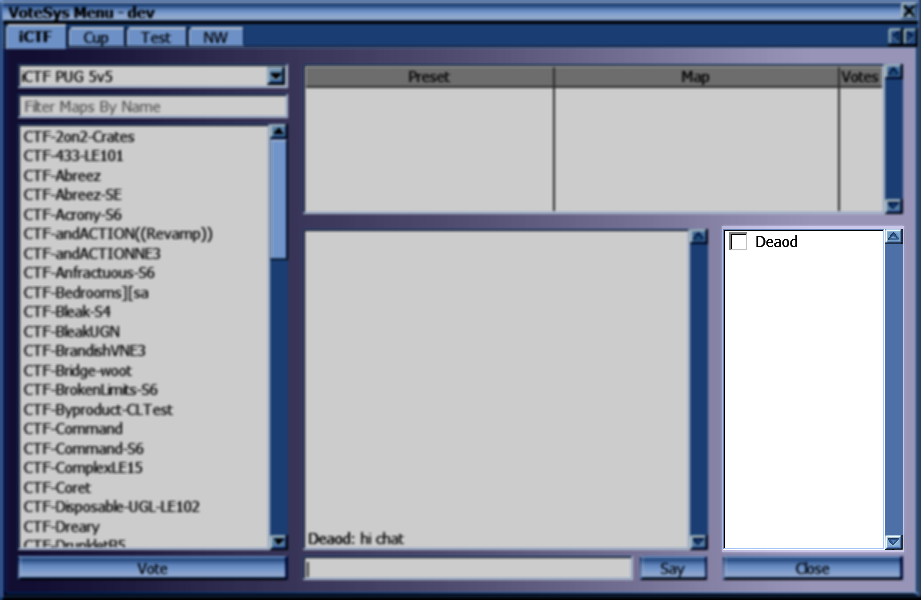 VoteSys Menu - dev
iCTF
Cup
Test
NW
iCTF PUG 5v5
Filter Maps By Name
CTF-2on2-Crates
CTF-433-LE101
CTF-Abreez
CTF-Abreez-SE
CTF-Acrony-S6
CTF-andACTION((Revamp))
CTF-andACTIONNE3
CTF-Anfractuous-S6
CTF-Bedrooms][sa
CTF-Bleak-S4
CTF-BleakUGN
CTF-BrandishVNE3
CTF-Bridge-woot
CTF-BrokenLimits-S6
CTF-Byproduct-CLTest
CTF-Command
CTF-Command-S6
CTF-ComplexLE15
CTF-Coret
CTF-Disposable-UGL-LE102
CTF-Dreary
Vote
Preset Map Votes
Deaod: hi chat
Say
Deaod
Close